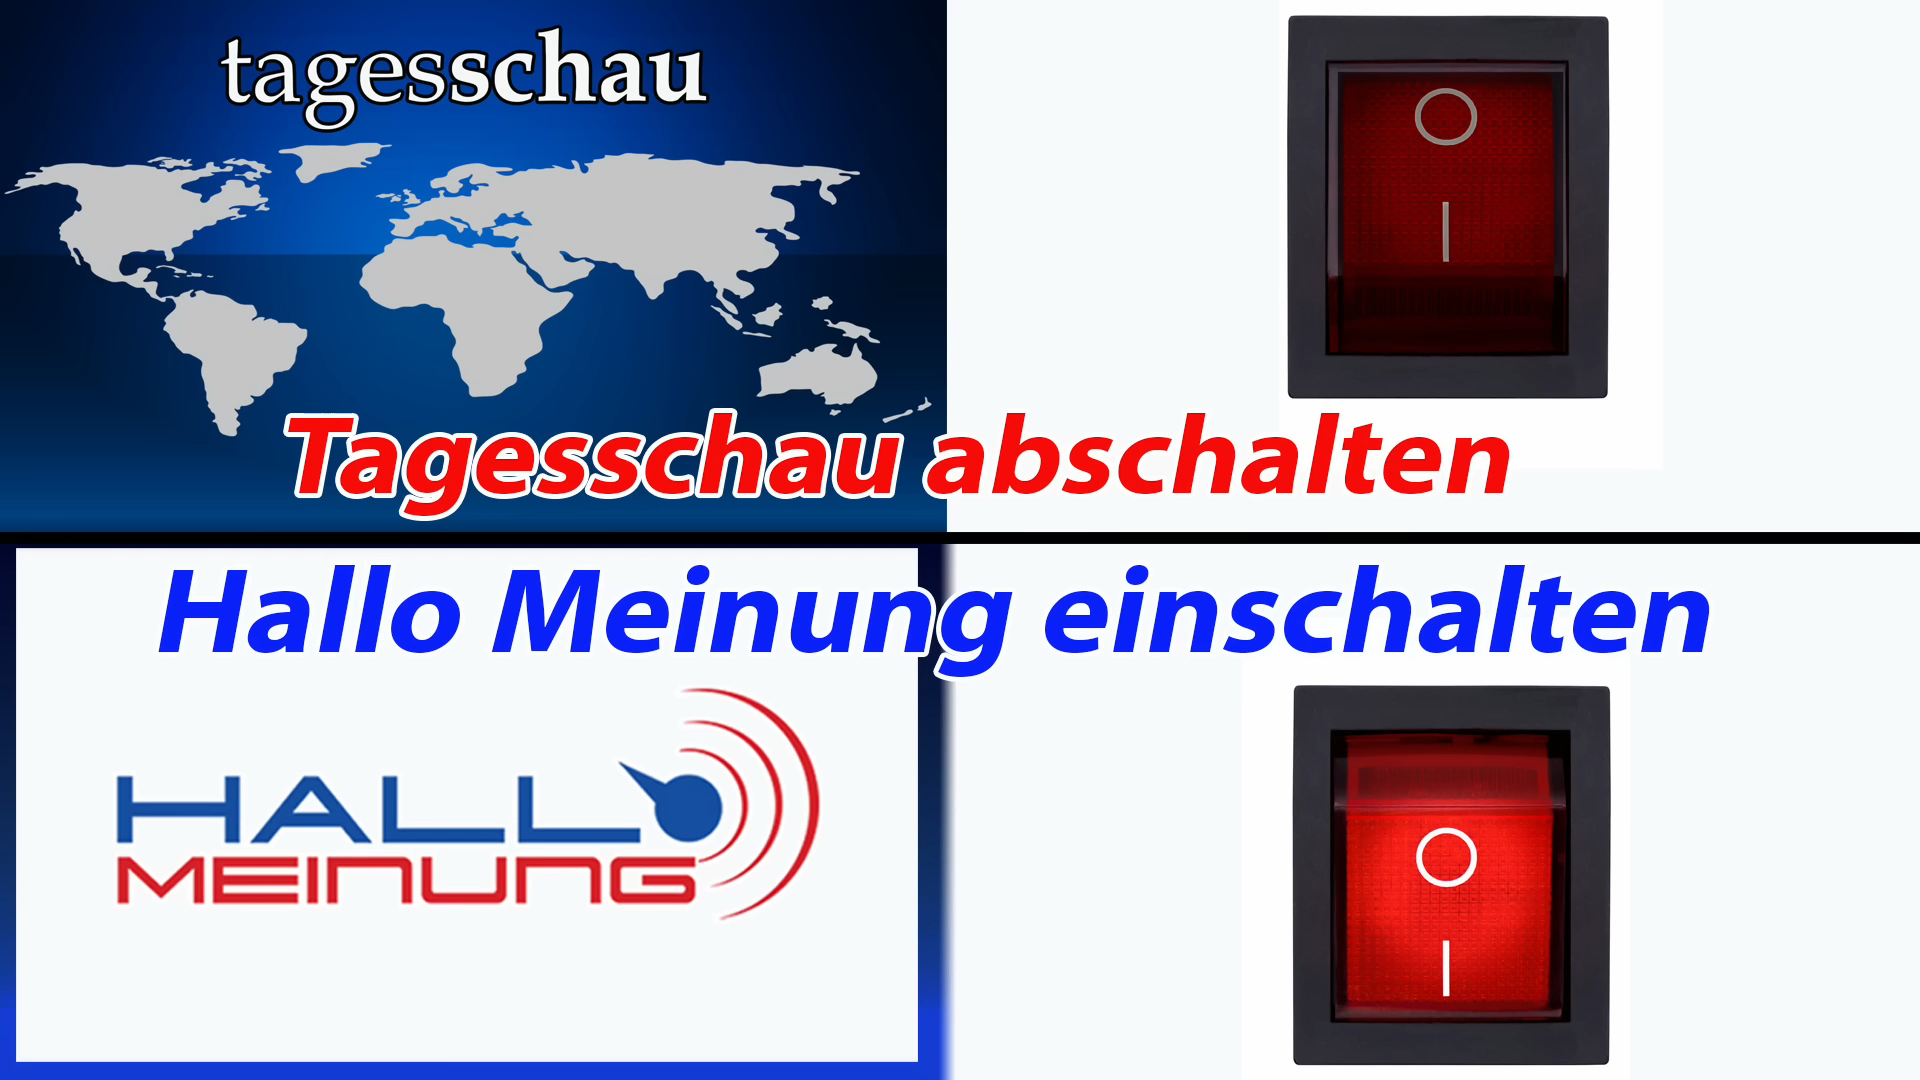 tagesschau
Tagesschau abschalten
Hallo Meinung einschalten
HALLO
MEINUNG